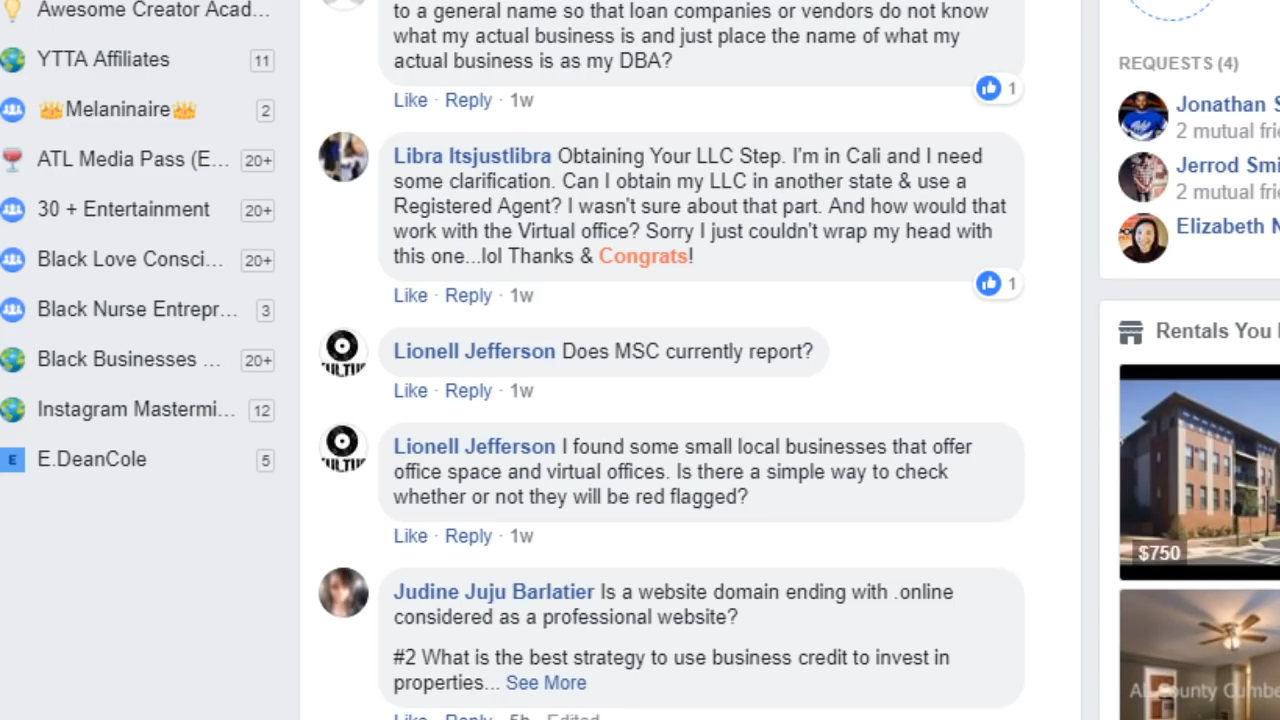 Awesome Creator Acad...
YTTA Affiliates 11
👑Melaninaire👑 2
ATL Media Pass (E... 20+
30 + Entertainment 20+
Black Love Consci... 20+
Black Nurse Entrepr... 3
Black Businesses ... 20+
Instagram Mastermi... 12
E E.DeanCole 5
to a general name so that loan companies or vendors do not know
what my actual business is and just place the name of what my
actual business is as my DBA?
Like · Reply · 1w 1
Libra Itsjustlibra Obtaining Your LLC Step. I'm in Cali and I need
some clarification. Can I obtain my LLC in another state & use a
Registered Agent? I wasn't sure about that part. And how would that
work with the Virtual office? Sorry I just couldn't wrap my head with
this one...lol Thanks & Congrats!
Like · Reply · 1w 1
Lionell Jefferson Does MSC currently report?
Like · Reply · 1w
Lionell Jefferson I found some small local businesses that offer
office space and virtual offices. Is there a simple way to check
whether or not they will be red flagged?
Like · Reply · 1w
Judine Juju Barlatier Is a website domain ending with .online
considered as a professional website?
#2 What is the best strategy to use business credit to invest in
properties... See More
Like · Reply · 5h · Edited
REQUESTS (4)
Jonathan S
2 mutual frie
Jerrod Smi
2 mutual frie
Elizabeth N
Rentals You
$750
County Cumbe